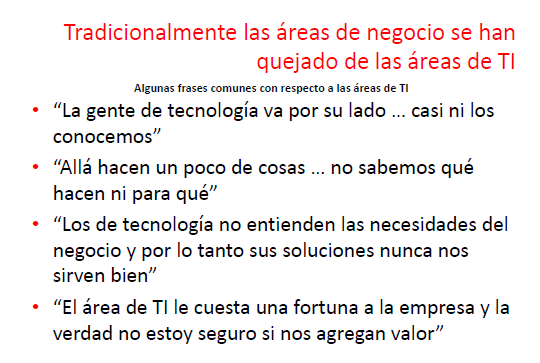 Tradicionalmente las áreas de negocio se han
quejado de las áreas de TI
Algunas frases comunes con respecto a las áreas de TI
• “La gente de tecnología va por su lado … casi ni los
conocemos”
• “Allá hacen un poco de cosas … no sabemos qué
hacen ni para qué”
• “Los de tecnología no entienden las necesidades del
negocio y por lo tanto sus soluciones nunca nos
sirven bien”
• “El área de TI le cuesta una fortuna a la empresa y la
verdad no estoy seguro si nos agregan valor”